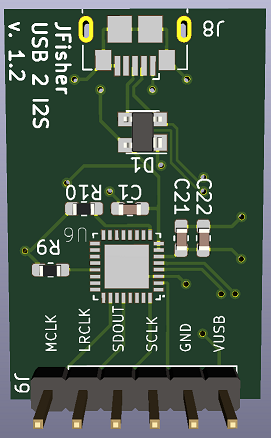 JFisher
USB 2 I2S
v. 1.2
J8
D1
R10
C1
C21
C22
R9
U6
MCLK
LRCLK
SDOUT
SCLK
GND
VUSB
J9